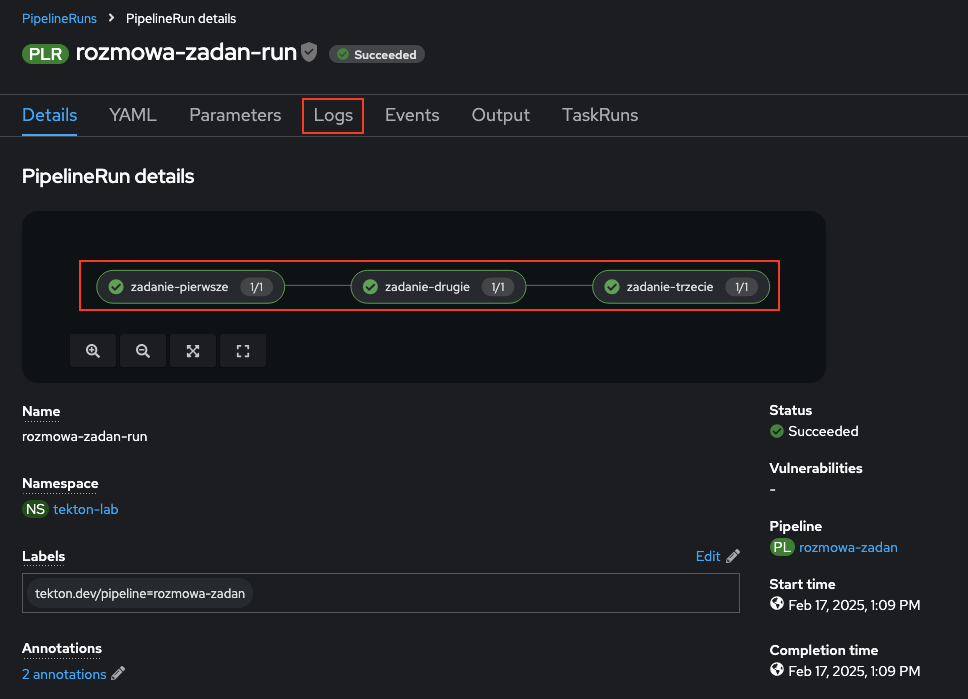 PipelineRuns > PipelineRun details
PLR rozmowa-zadan-run Succeeded
Details YAML Parameters Logs Events Output TaskRuns
PipelineRun details
zadanie-pierwsze 1/1 zadanie-drugie 1/1 zadanie-trzecie 1/1
Name
rozmowa-zadan-run
Namespace
NS tekton-lab
Labels
Edit
tekton.dev/pipeline=rozmowa-zadan
Annotations
2 annotations
Status
Succeeded
Vulnerabilities
-
Pipeline
PL rozmowa-zadan
Start time
Feb 17, 2025, 1:09 PM
Completion time
Feb 17, 2025, 1:09 PM